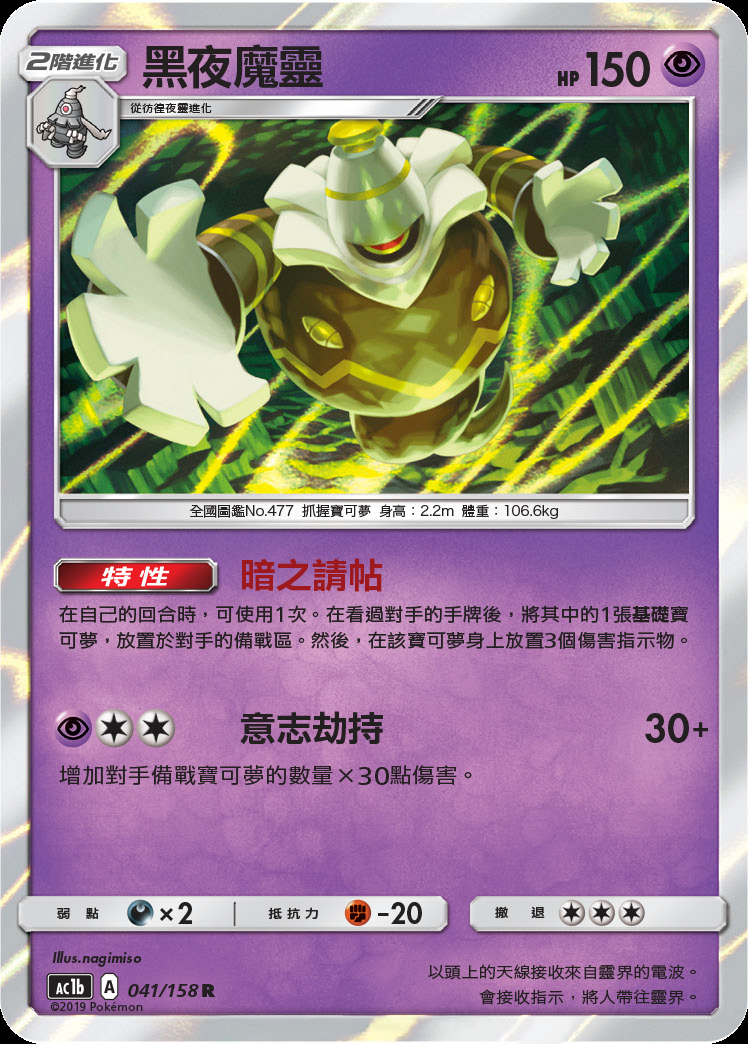 2階進化 黑夜魔靈 HP 150
從彷徨夜靈進化
全國圖鑑No.477 抓握寶可夢 身高：2.2m 體重：106.6kg
特性 暗之請帖
在自己的回合時，可使用1次。在看過對手的手牌後，將其中的1張基礎寶
可夢，放置於對手的備戰區。然後，在該寶可夢身上放置3個傷害指示物。
意志劫持 30+
增加對手備戰寶可夢的數量×30點傷害。
弱點 ×2 抵抗力 -20 撤退
Illus.nagimiso
以頭上的天線接收來自靈界的電波。
AC1b A 041/158 R
會接收指示，將人帶往靈界。
©2019 Pokémon